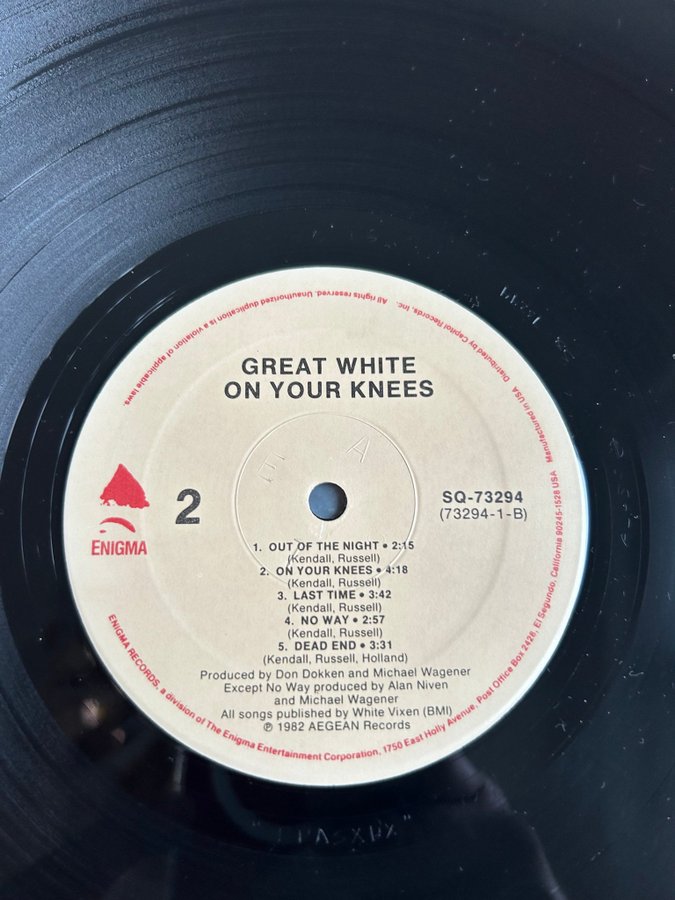 GREAT WHITE
ON YOUR KNEES
ENIGMA
2
SQ-73294
(73294-1-B)
1. OUT OF THE NIGHT • 2:15
(Kendall, Russell)
2. ON YOUR KNEES • 4:18
(Kendall, Russell)
3. LAST TIME • 3:42
(Kendall, Russell)
4. NO WAY • 2:57
(Kendall, Russell)
5. DEAD END • 3:31
(Kendall, Russell, Holland)
Produced by Don Dokken and Michael Wagener
Except No Way produced by Alan Niven
and Michael Wagener
All songs published by White Vixen (BMI)
℗ 1982 AEGEAN Records
ENIGMA RECORDS, a division of The Enigma Entertainment Corporation, 1750 East Holly Avenue, Post Office Box 2428, El Segundo, California 90245-1528 USA Manufactured in USA Distributed by Capitol Records, Inc. All rights reserved. Unauthorized duplication is a violation of applicable laws.